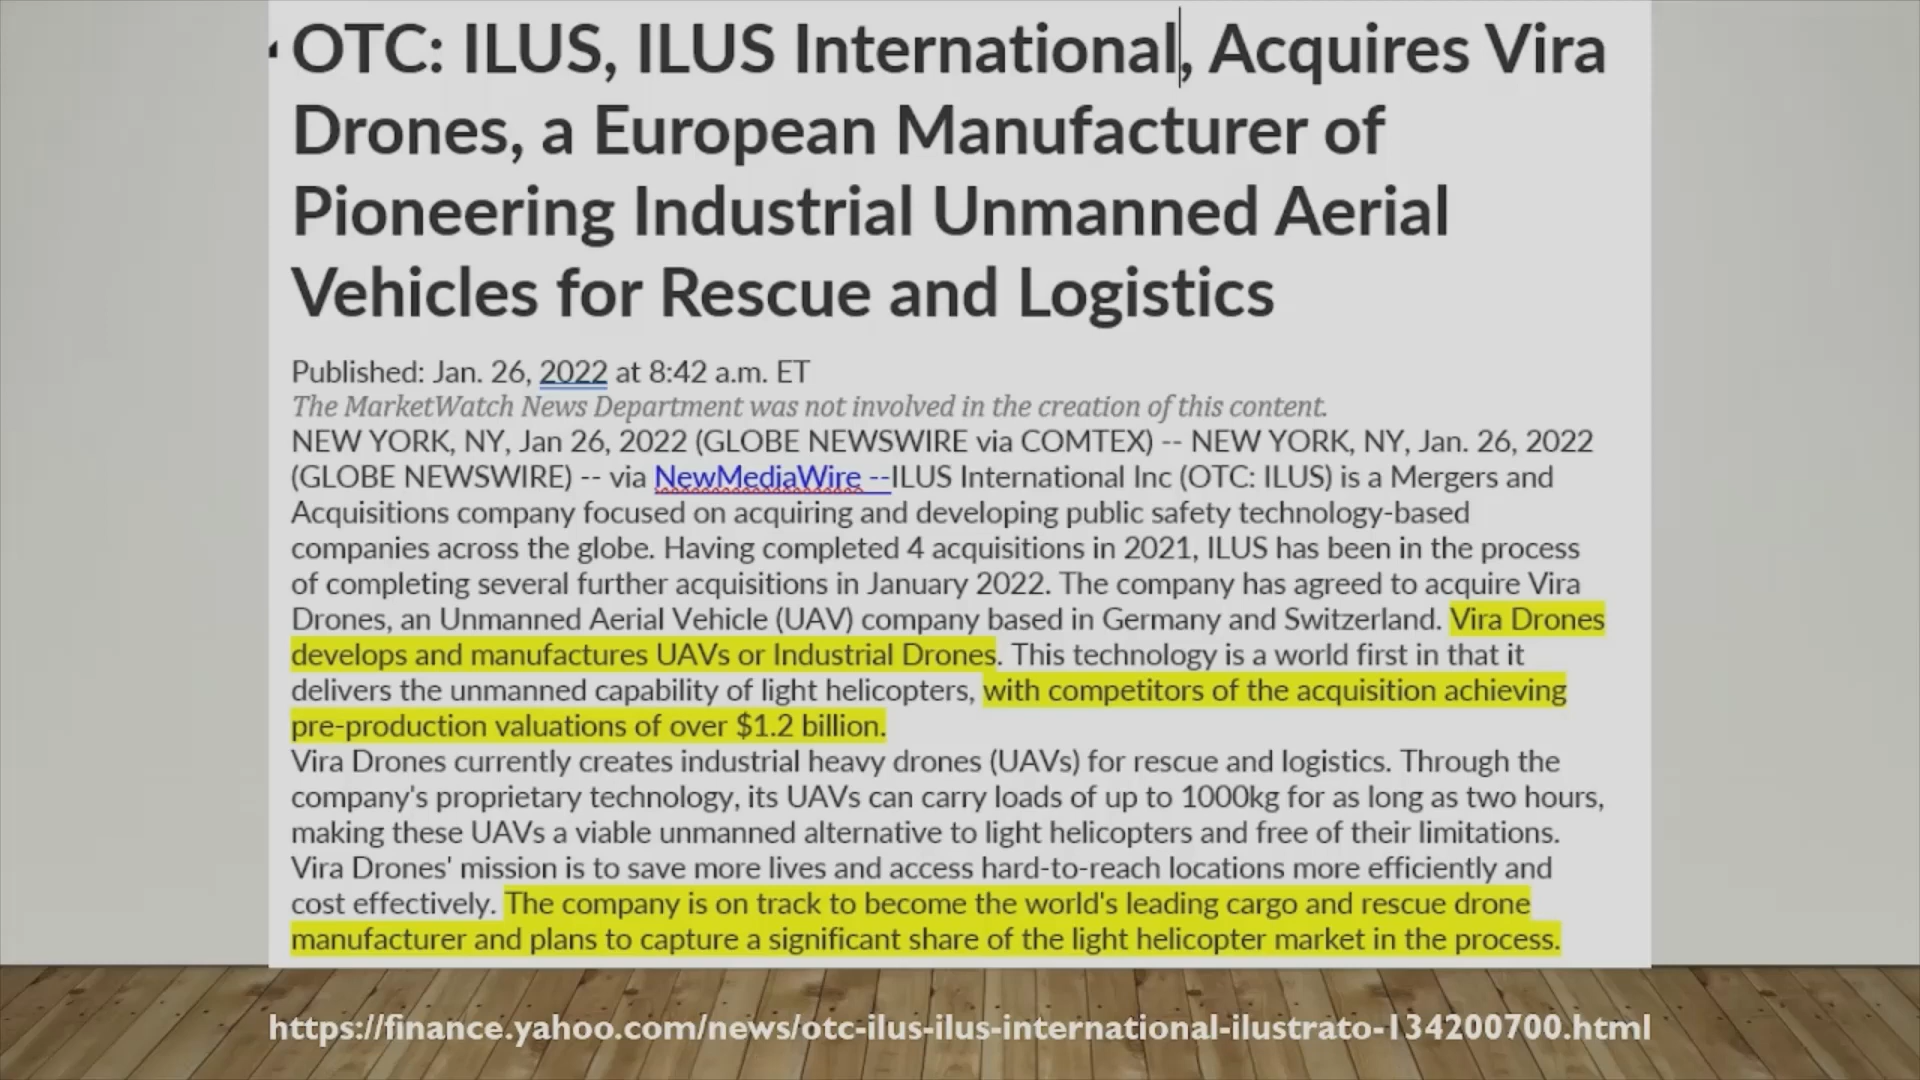 OTC: ILUS, ILUS International, Acquires Vira
Drones, a European Manufacturer of
Pioneering Industrial Unmanned Aerial
Vehicles for Rescue and Logistics
Published: Jan. 26, 2022 at 8:42 a.m. ET
The MarketWatch News Department was not involved in the creation of this content.
NEW YORK, NY, Jan 26, 2022 (GLOBE NEWSWIRE via COMTEX) -- NEW YORK, NY, Jan. 26, 2022
(GLOBE NEWSWIRE) -- via NewMediaWire --ILUS International Inc (OTC: ILUS) is a Mergers and
Acquisitions company focused on acquiring and developing public safety technology-based
companies across the globe. Having completed 4 acquisitions in 2021, ILUS has been in the process
of completing several further acquisitions in January 2022. The company has agreed to acquire Vira
Drones, an Unmanned Aerial Vehicle (UAV) company based in Germany and Switzerland. Vira Drones
develops and manufactures UAVs or Industrial Drones. This technology is a world first in that it
delivers the unmanned capability of light helicopters, with competitors of the acquisition achieving
pre-production valuations of over $1.2 billion.
Vira Drones currently creates industrial heavy drones (UAVs) for rescue and logistics. Through the
company's proprietary technology, its UAVs can carry loads of up to 1000kg for as long as two hours,
making these UAVs a viable unmanned alternative to light helicopters and free of their limitations.
Vira Drones' mission is to save more lives and access hard-to-reach locations more efficiently and
cost effectively. The company is on track to become the world's leading cargo and rescue drone
manufacturer and plans to capture a significant share of the light helicopter market in the process.
https://finance.yahoo.com/news/otc-ilus-ilus-international-ilustrato-134200700.html